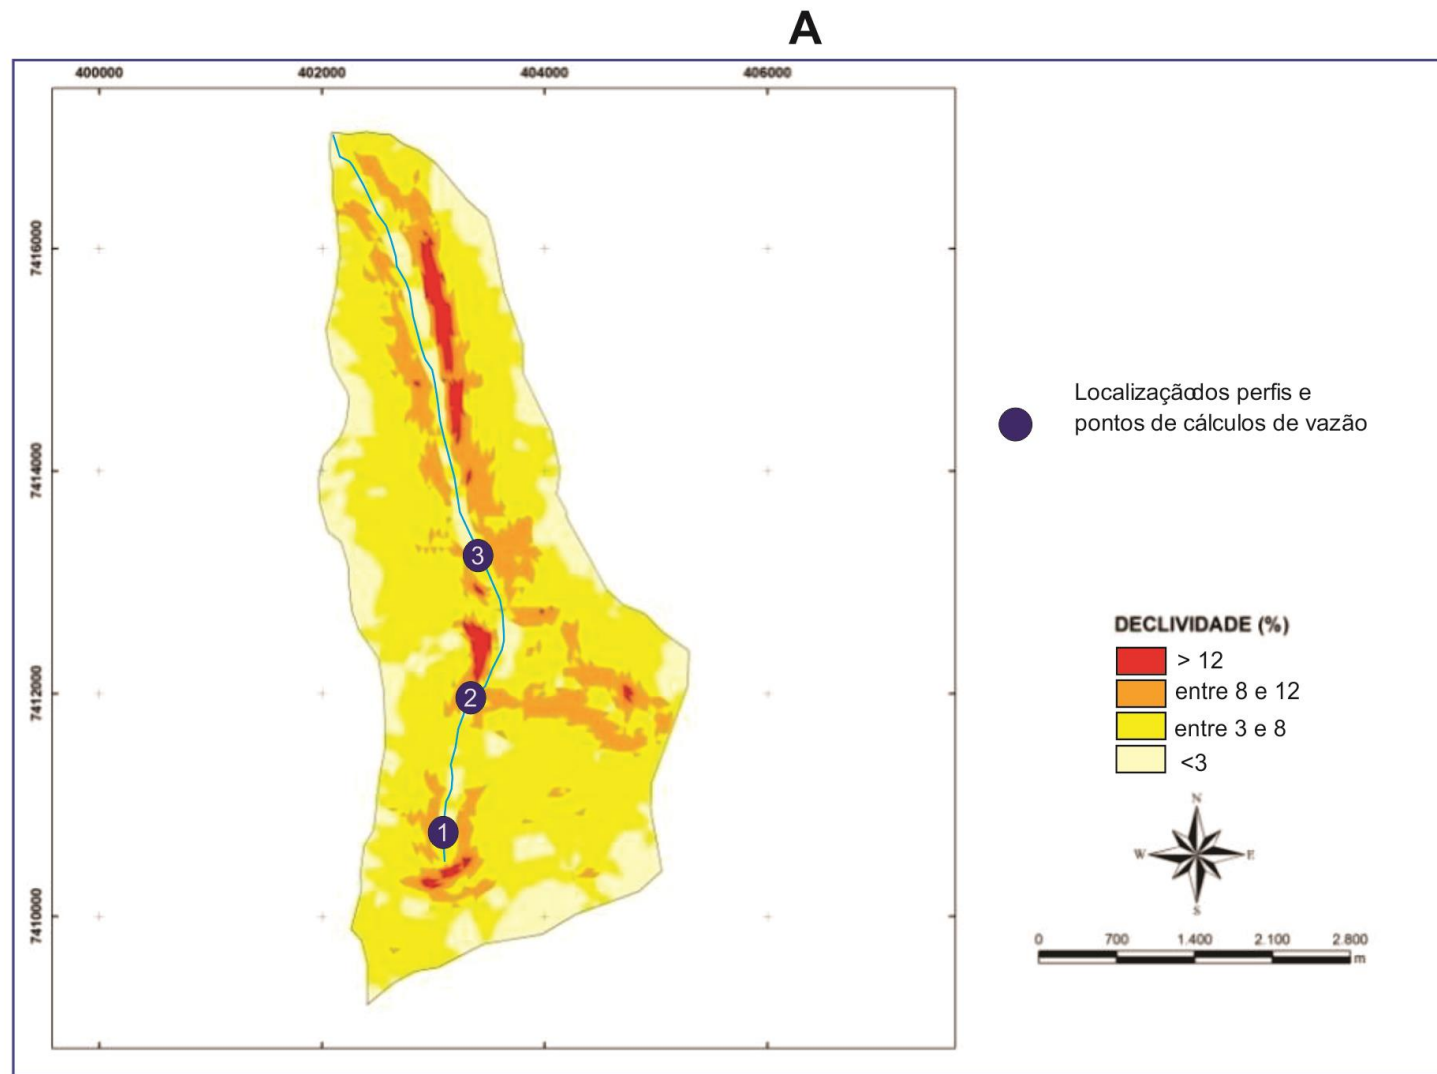 A
400000 402000 404000 406000
7416000
7414000
7412000
7410000
3
2
1
Localizaçãodos perfis e
pontos de cálculos de vazão
DECLIVIDADE (%)
> 12
entre 8 e 12
entre 3 e 8
<3
N
W E
S
0 700 1.400 2.100 2.800
m